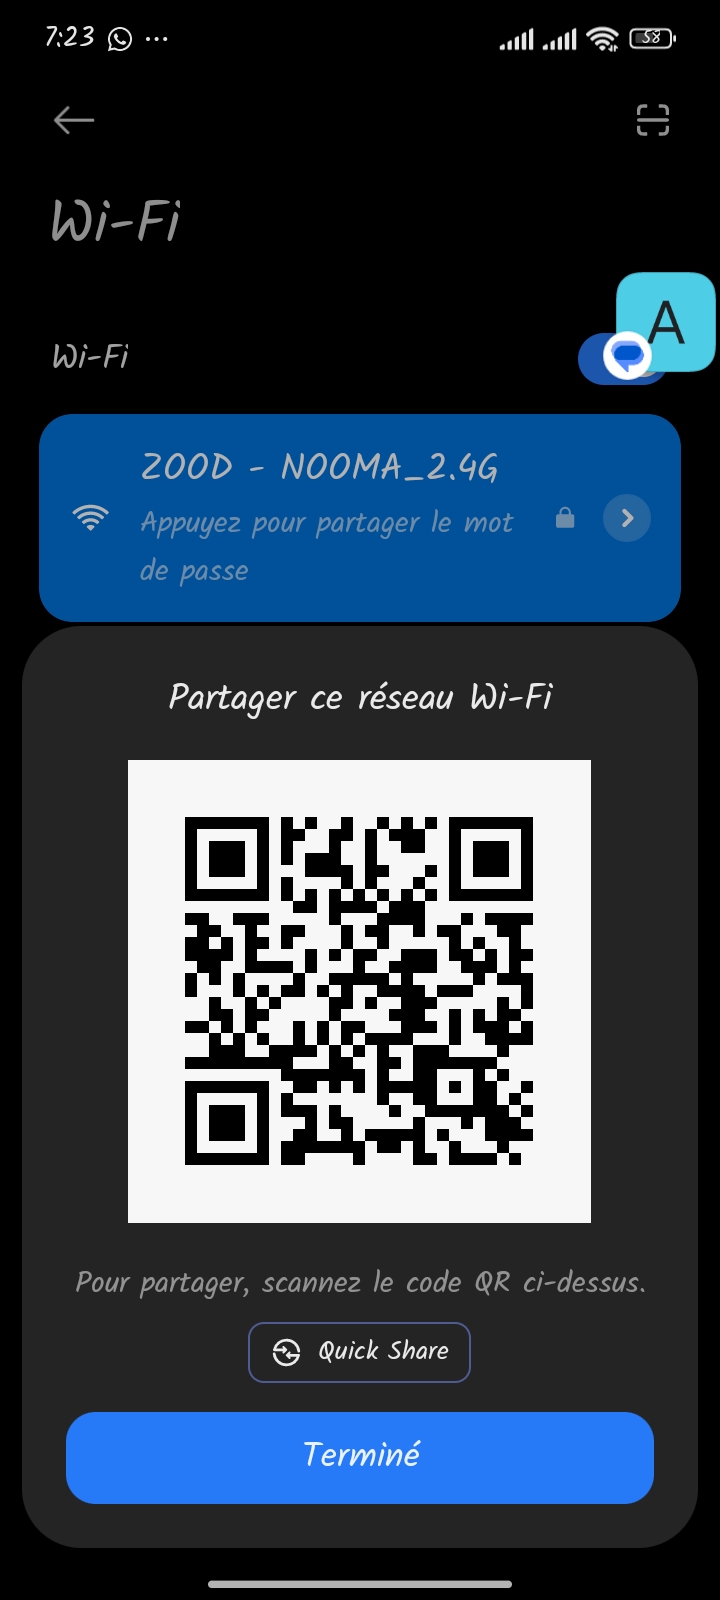 7:23
58
Wi-Fi
A
Wi-Fi
ZOOD - NOOMA_2.4G
Appuyez pour partager le mot
de passe
Partager ce réseau Wi-Fi
Pour partager, scannez le code QR ci-dessus.
Quick Share
Terminé